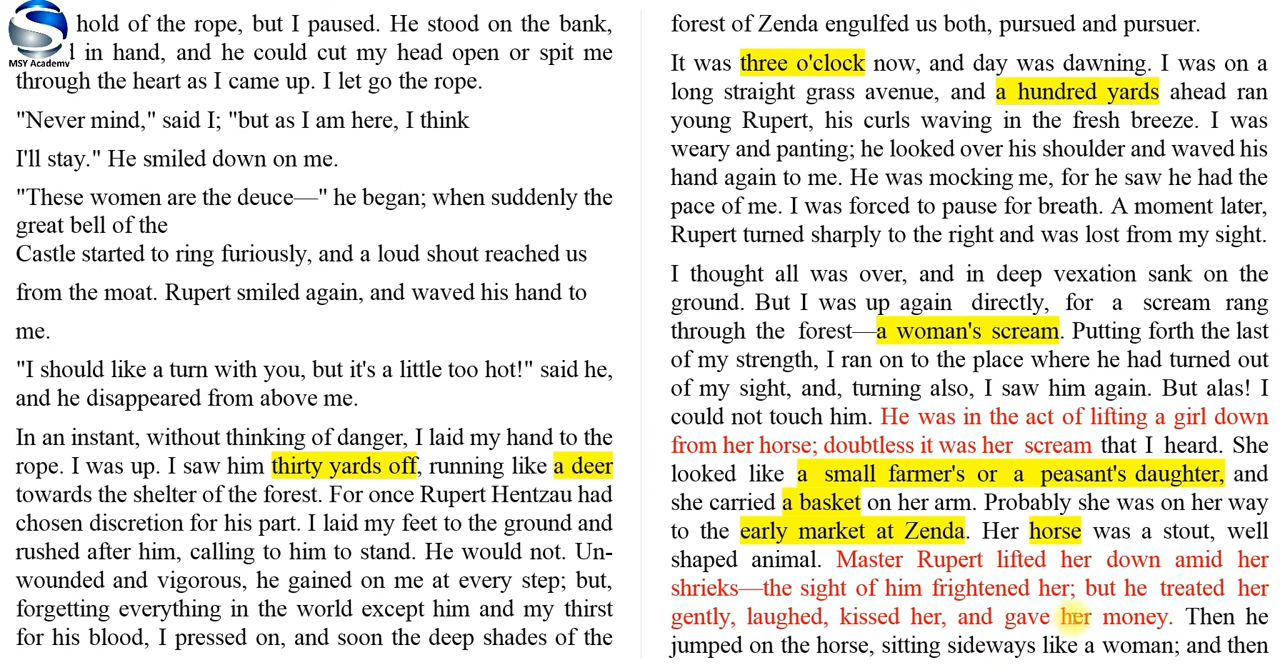 MSY Academy
hold of the rope, but I paused. He stood on the bank,
in hand, and he could cut my head open or spit me
through the heart as I came up. I let go the rope.
"Never mind," said I; "but as I am here, I think
I'll stay." He smiled down on me.
"These women are the deuce—" he began; when suddenly the
great bell of the
Castle started to ring furiously, and a loud shout reached us
from the moat. Rupert smiled again, and waved his hand to
me.
"I should like a turn with you, but it's a little too hot!" said he,
and he disappeared from above me.
In an instant, without thinking of danger, I laid my hand to the
rope. I was up. I saw him thirty yards off, running like a deer
towards the shelter of the forest. For once Rupert Hentzau had
chosen discretion for his part. I laid my feet to the ground and
rushed after him, calling to him to stand. He would not. Un-
wounded and vigorous, he gained on me at every step; but,
forgetting everything in the world except him and my thirst
for his blood, I pressed on, and soon the deep shades of the
forest of Zenda engulfed us both, pursued and pursuer.
It was three o'clock now, and day was dawning. I was on a
long straight grass avenue, and a hundred yards ahead ran
young Rupert, his curls waving in the fresh breeze. I was
weary and panting; he looked over his shoulder and waved his
hand again to me. He was mocking me, for he saw he had the
pace of me. I was forced to pause for breath. A moment later,
Rupert turned sharply to the right and was lost from my sight.
I thought all was over, and in deep vexation sank on the
ground. But I was up again directly, for a scream rang
through the forest—a woman's scream. Putting forth the last
of my strength, I ran on to the place where he had turned out
of my sight, and, turning also, I saw him again. But alas! I
could not touch him. He was in the act of lifting a girl down
from her horse; doubtless it was her scream that I heard. She
looked like a small farmer's or a peasant's daughter, and
she carried a basket on her arm. Probably she was on her way
to the early market at Zenda. Her horse was a stout, well
shaped animal. Master Rupert lifted her down amid her
shrieks—the sight of him frightened her; but he treated her
gently, laughed, kissed her, and gave her money. Then he
jumped on the horse, sitting sideways like a woman; and then